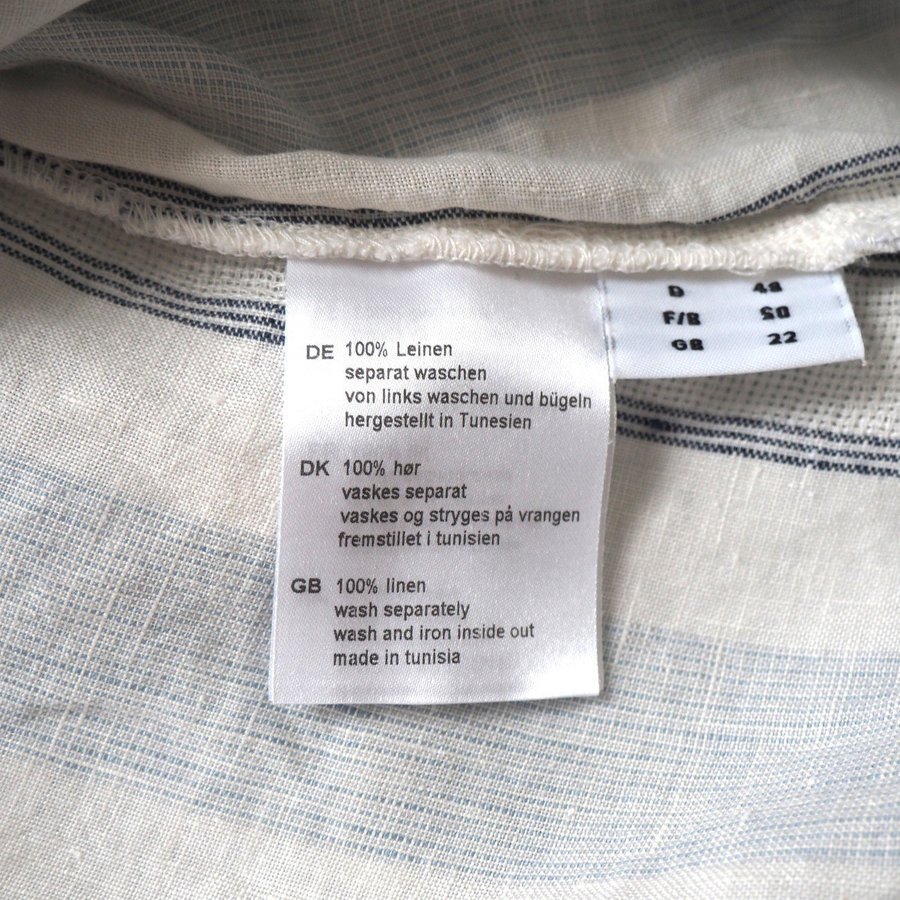 D 48
F/B 50
GB 22
DE 100% Leinen
separat waschen
von links waschen und bügeln
hergestellt in Tunesien
DK 100% hør
vaskes separat
vaskes og stryges på vrangen
fremstillet i tunisien
GB 100% linen
wash separately
wash and iron inside out
made in tunisia